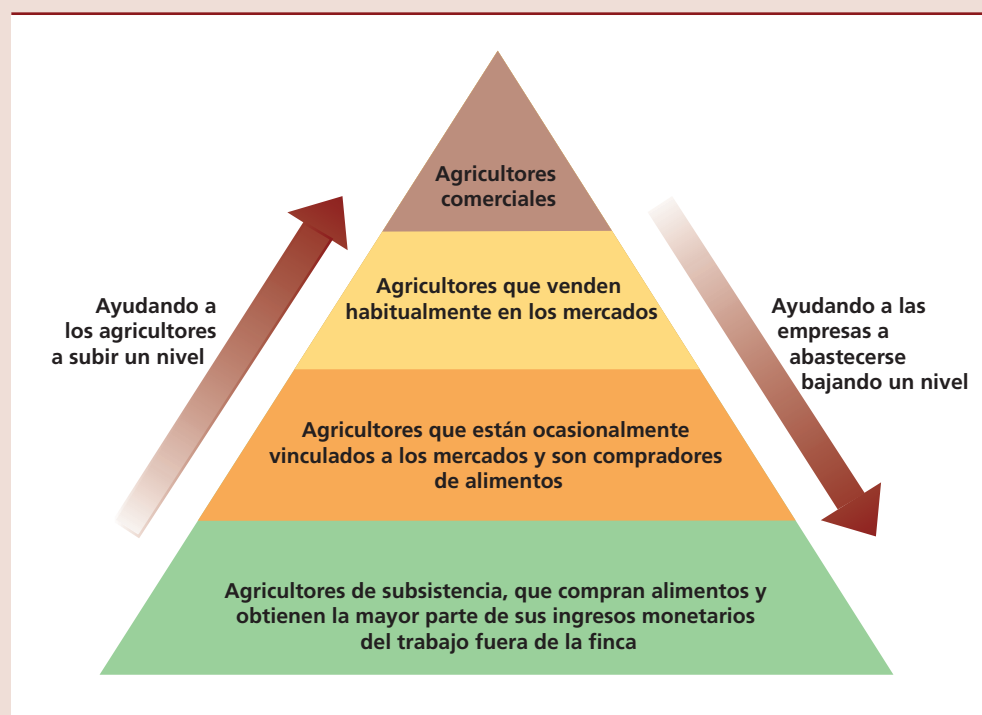 Agricultores
comerciales
Agricultores que venden
habitualmente en los mercados
Ayudando a
los agricultores
a subir un nivel
Ayudando a las
empresas a
abastecerse
bajando un nivel
Agricultores que están ocasionalmente
vinculados a los mercados y son compradores
de alimentos
Agricultores de subsistencia, que compran alimentos y
obtienen la mayor parte de sus ingresos monetarios
del trabajo fuera de la finca